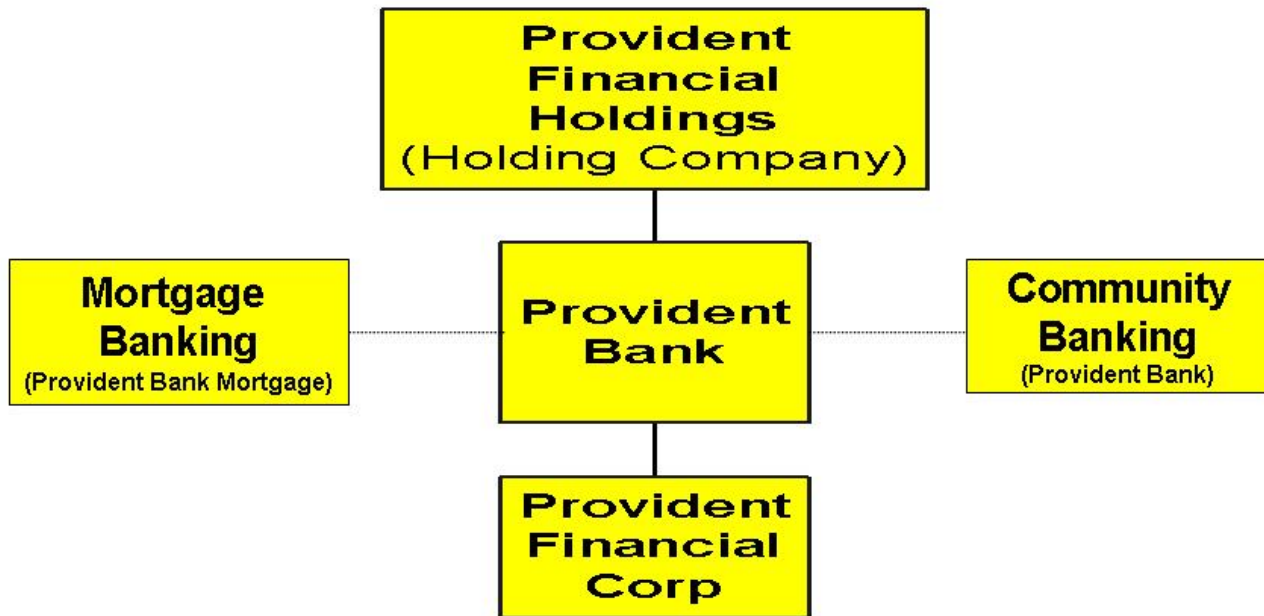 Provident
Financial
Holdings
(Holding Company)
Mortgage
Banking
(Provident Bank Mortgage)
Provident
Bank
Community
Banking
(Provident Bank)
Provident
Financial
Corp